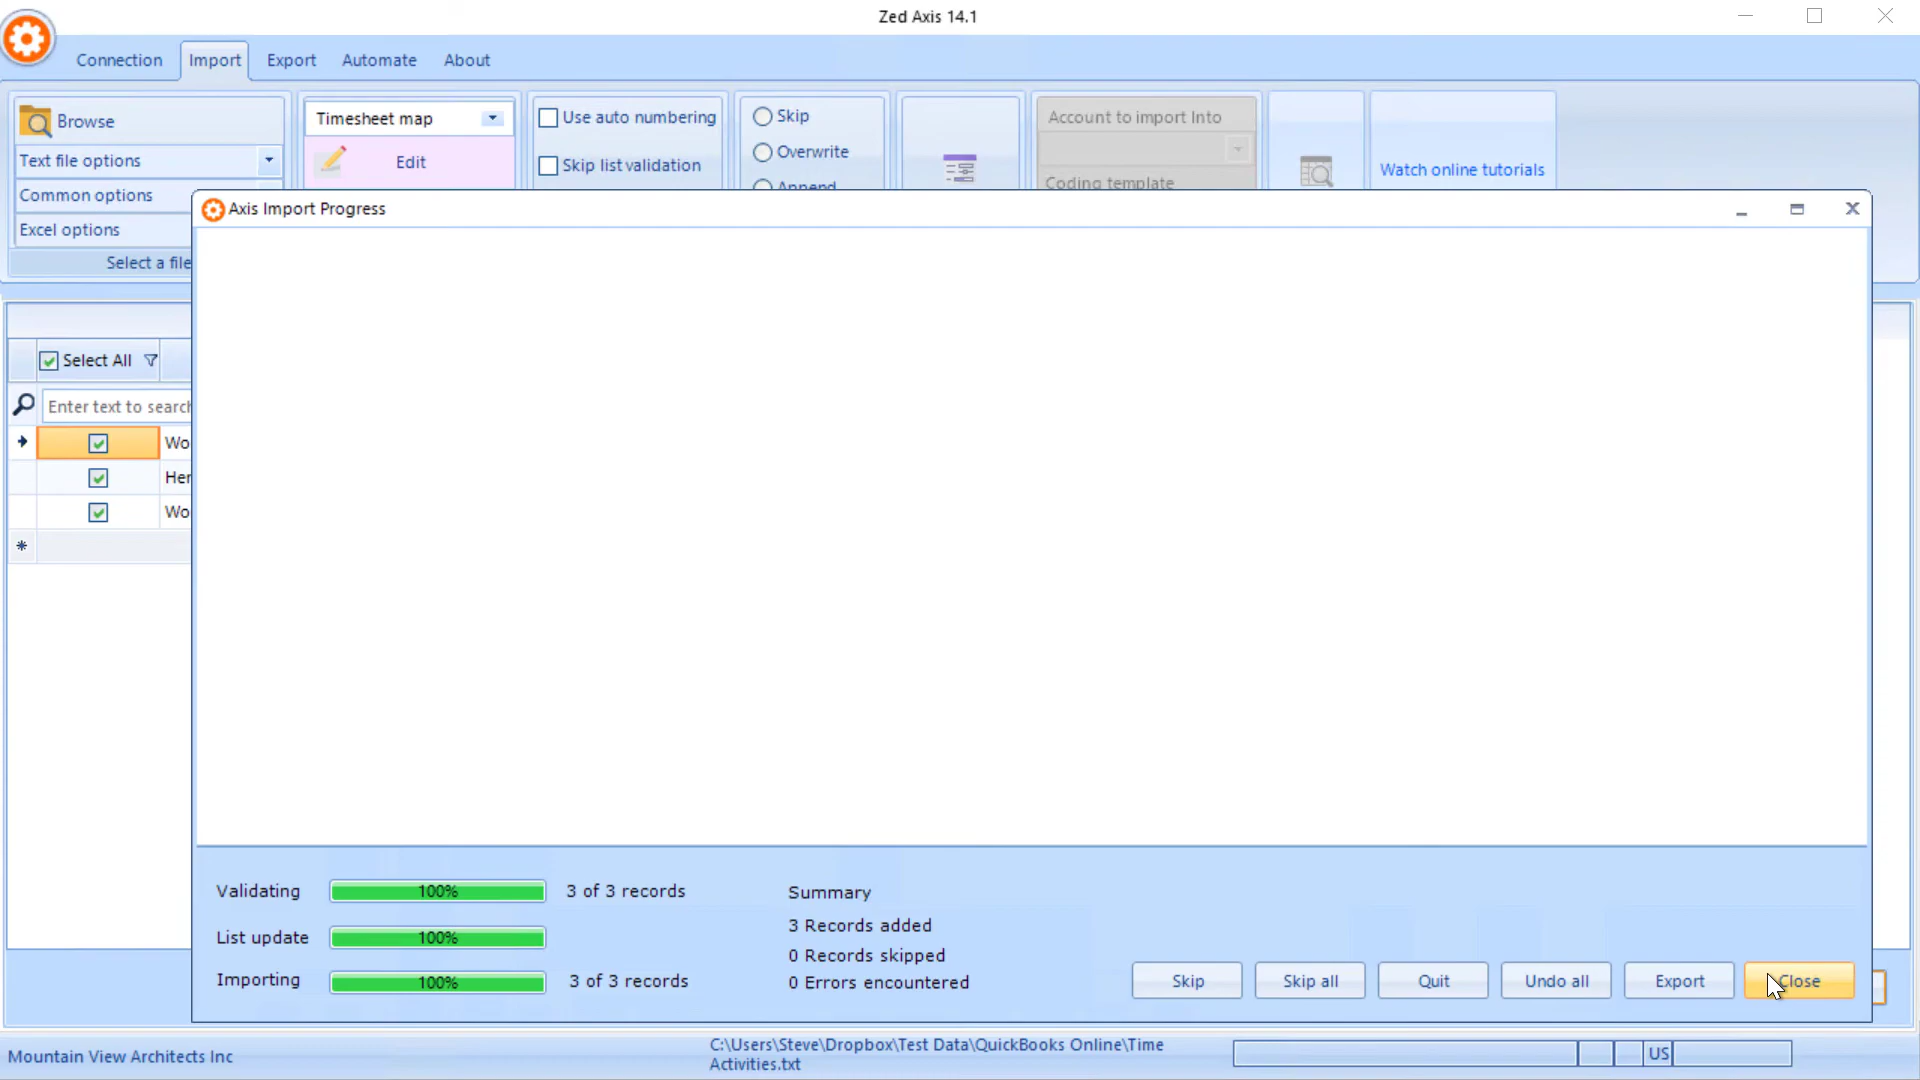 Zed Axis 14.1
Connection Import Export Automate About
Browse
Text file options
Common options
Excel options
Select a file
Timesheet map
Edit
Use auto numbering
Skip list validation
Skip
Overwrite
Append
Account to import Into
Coding template
Watch online tutorials
Axis Import Progress
Select All
Enter text to search
Wo
Her
Wo
Validating 100% 3 of 3 records
List update 100%
Importing 100% 3 of 3 records
Summary
3 Records added
0 Records skipped
0 Errors encountered
Skip Skip all Quit Undo all Export Close
Mountain View Architects Inc
C:\Users\Steve\Dropbox\Test Data\QuickBooks Online\Time
Activities.txt
US